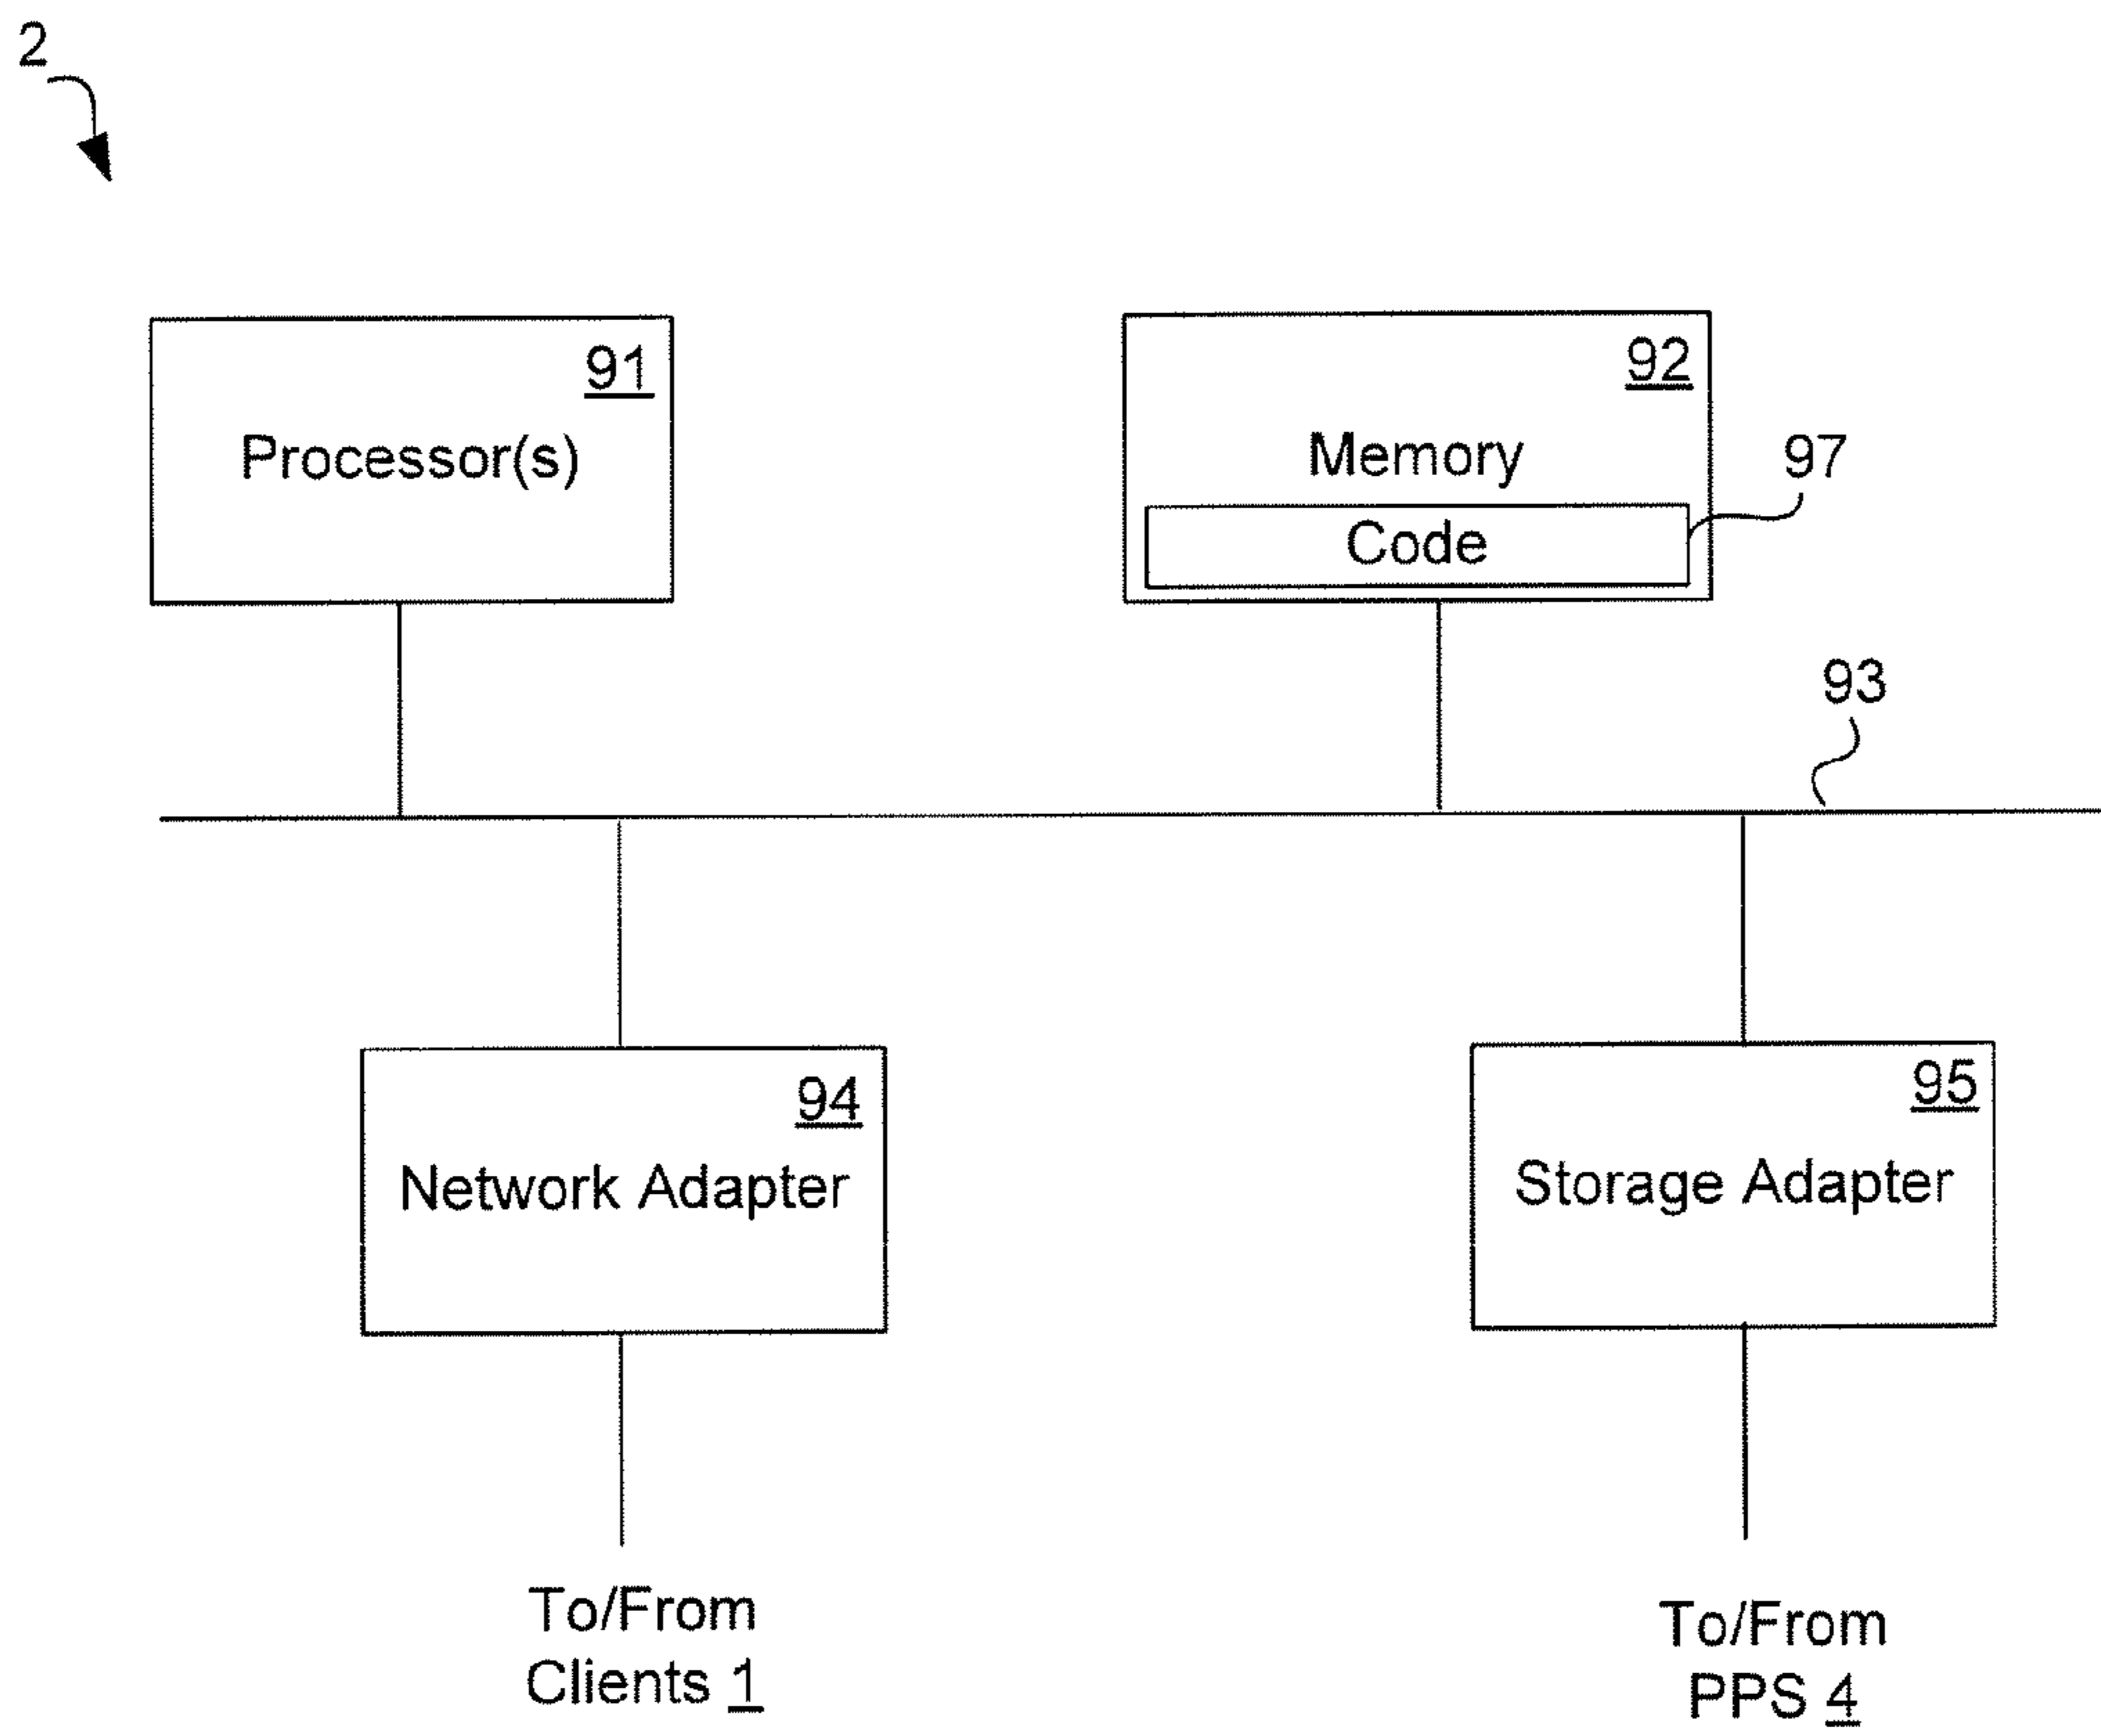 2
91
Processor(s)
92
Memory
97
Code
93
94
Network Adapter
95
Storage Adapter
To/From
Clients 1
To/From
PPS 4